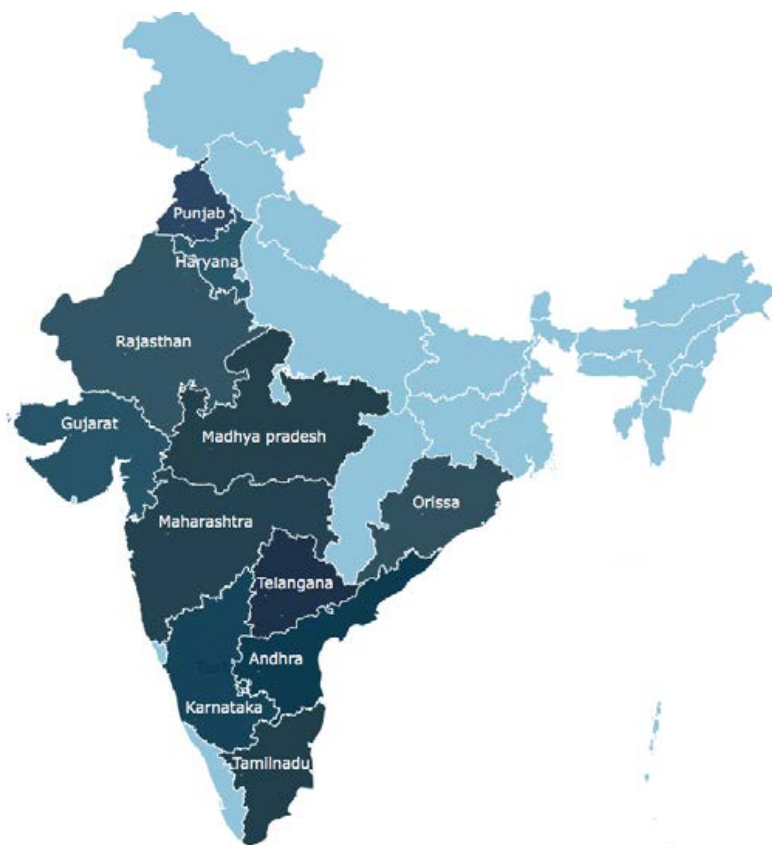 Punjab
Haryana
Rajasthan
Gujarat
Madhya pradesh
Orissa
Maharashtra
Telangana
Andhra
Karnataka
Tamilnadu